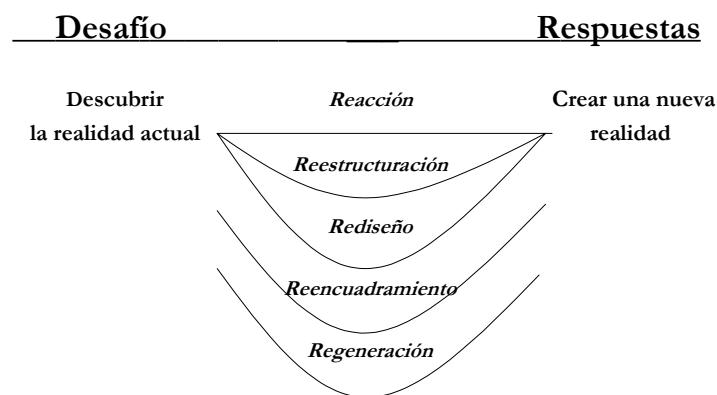 Desafío Respuestas
Descubrir Reacción Crear una nueva
la realidad actual realidad
Reestructuración
Rediseño
Reencuadramiento
Regeneración